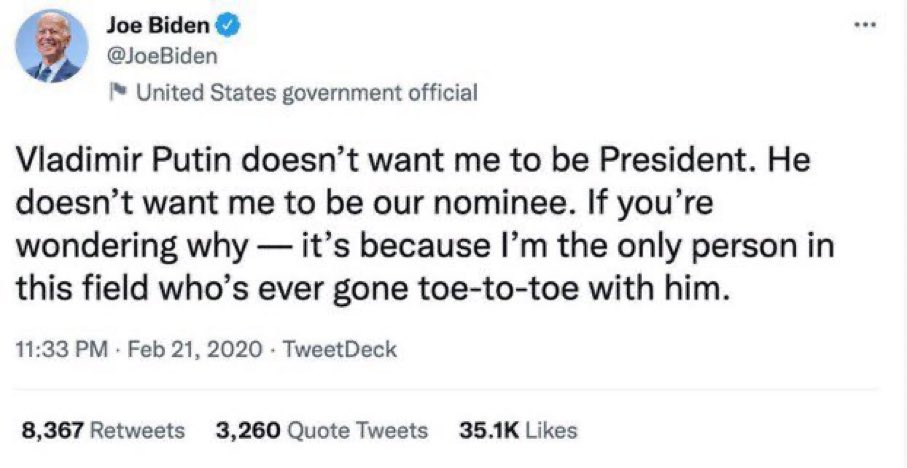 Joe Biden
@JoeBiden
United States government official
Vladimir Putin doesn’t want me to be President. He
doesn’t want me to be our nominee. If you’re
wondering why — it’s because I’m the only person in
this field who’s ever gone toe-to-toe with him.
11:33 PM · Feb 21, 2020 · TweetDeck
8,367 Retweets 3,260 Quote Tweets 35.1K Likes